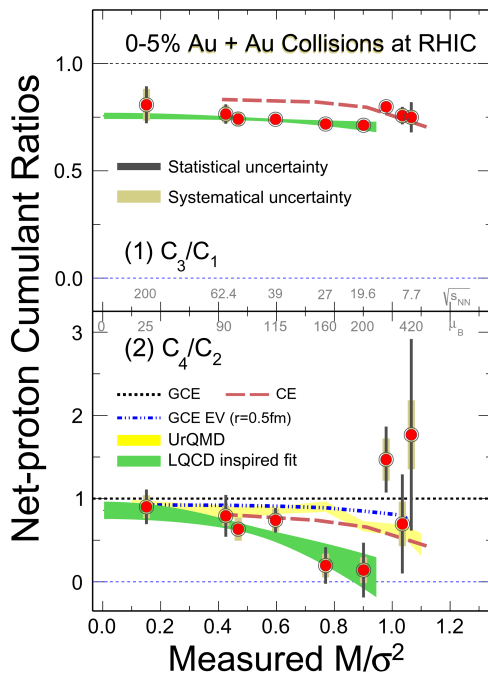 0-5% Au + Au Collisions at RHIC
1.0
0.75
0.5
0.0
Statistical uncertainty
Systematical uncertainty
(1) C₃/C₁
200 62.4 39 27 19.6 7.7 √sNN
0 25 90 115 160 200 420 μB
3
2
1
0
(2) C₄/C₂
GCE CE
GCE EV (r=0.5fm)
UrQMD
LQCD inspired fit
0.0 0.2 0.4 0.6 0.8 1.0 1.2
Measured M/σ²
Net-proton Cumulant Ratios